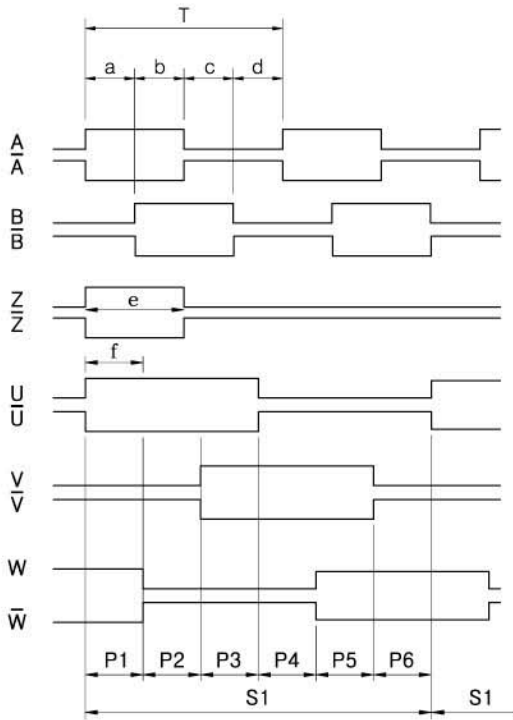 T
a b c d
A
A̅
B
B̅
Z
Z̅
e
f
U
U̅
V
V̅
W
W̅
P1 P2 P3 P4 P5 P6
S1 S1